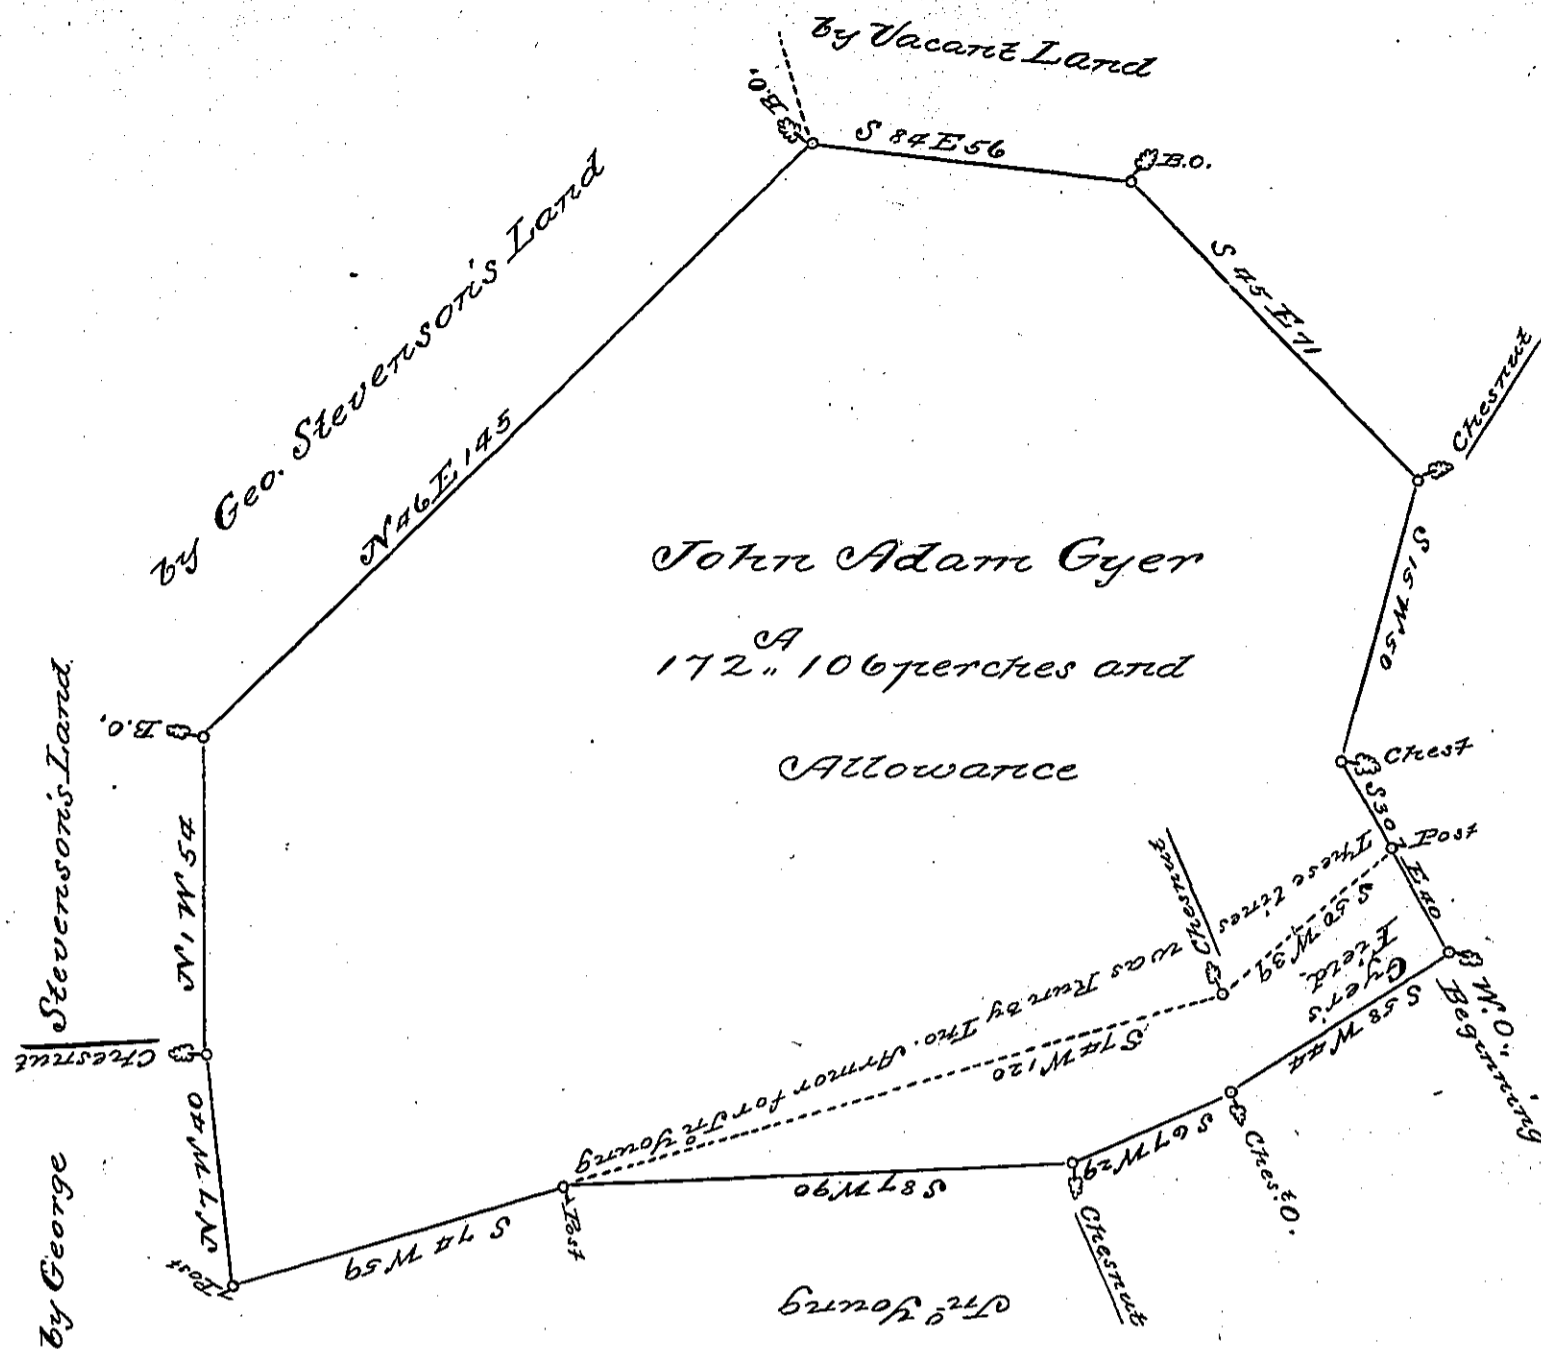 by Vacant Land
B.O.
S 84 E 56
B.O.
by Geo. Stevenson's Land
S 45 E 71
Chesnut
N 46 E 145
John Adam Gyer
A
172" 106 perches and
Allowance
S 15 W 50
B.O.
Chest
S 30
E 40
Post
Stevenson's Land
by George
N 1 W 54
Chesnut
These lines was Run by Jno. Armor for Jnº Young
S 50 W 39
Chesnut
Gyer's
Field.
W.O.
Beginning
S 58 W 44
S 74 W 120
Ches.t O.
S 67 W 29
Chesnut
S 87 W 90
Post
S 74 W 59
Post
N 7 W 40
Jnº Young